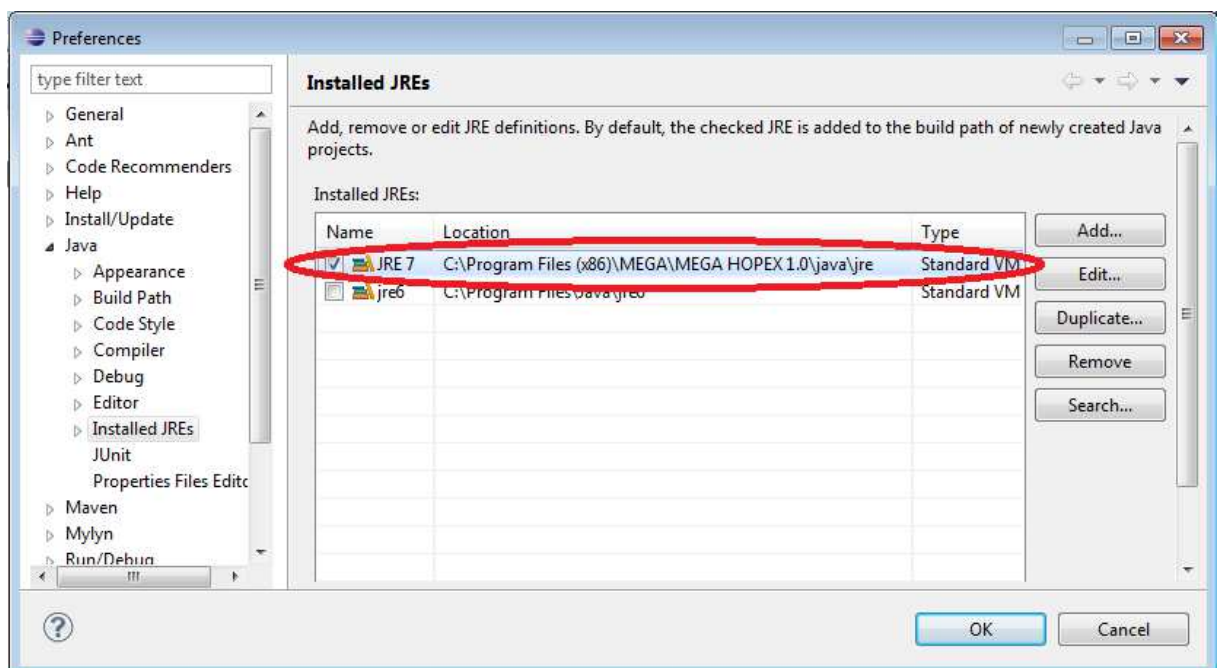 Preferences
type filter text
General
Ant
Code Recommenders
Help
Install/Update
Java
Appearance
Build Path
Code Style
Compiler
Debug
Editor
Installed JREs
JUnit
Properties Files Edito
Maven
Mylyn
Run/Debug
Installed JREs
Add, remove or edit JRE definitions. By default, the checked JRE is added to the build path of newly created Java
projects.
Installed JREs:
Name Location Type
JRE 7 C:\Program Files (x86)\MEGA\MEGA HOPEX 1.0\java\jre Standard VM
jre6 C:\Program Files\Java\jre6 Standard VM
Add...
Edit...
Duplicate...
Remove
Search...
OK Cancel